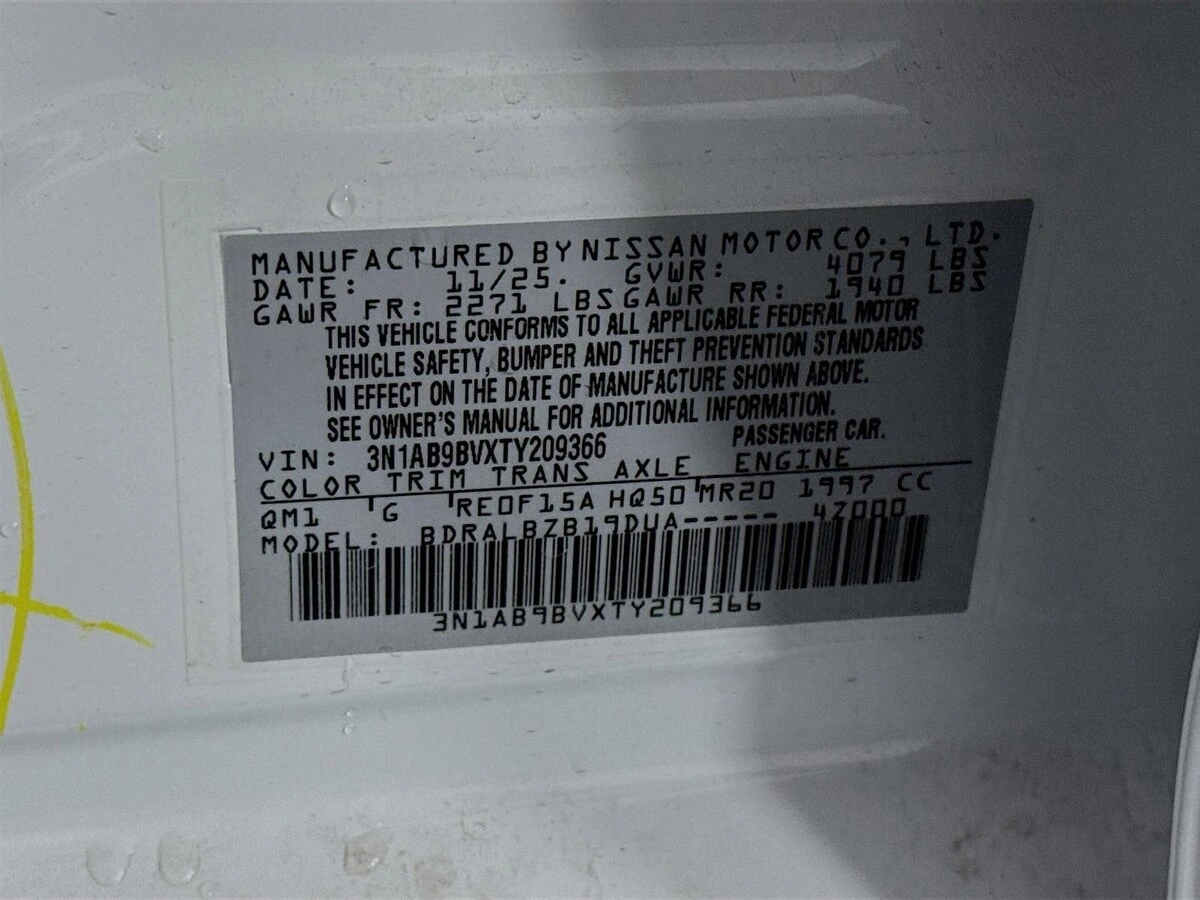 MANUFACTURED BY NISSAN MOTOR CO., LTD.
DATE: 11/25. GVWR: 4079 LBS
GAWR FR: 2271 LBS GAWR RR: 1940 LBS
THIS VEHICLE CONFORMS TO ALL APPLICABLE FEDERAL MOTOR
VEHICLE SAFETY, BUMPER AND THEFT PREVENTION STANDARDS
IN EFFECT ON THE DATE OF MANUFACTURE SHOWN ABOVE.
SEE OWNER'S MANUAL FOR ADDITIONAL INFORMATION.
VIN: 3N1AB9BVXTY209366 PASSENGER CAR.
COLOR TRIM TRANS AXLE ENGINE
QM1 G RE0F15A HQ50 MR20 1997 CC
MODEL: BDRALBZB19DUA----- 4Z000
3N1AB9BVXTY209366